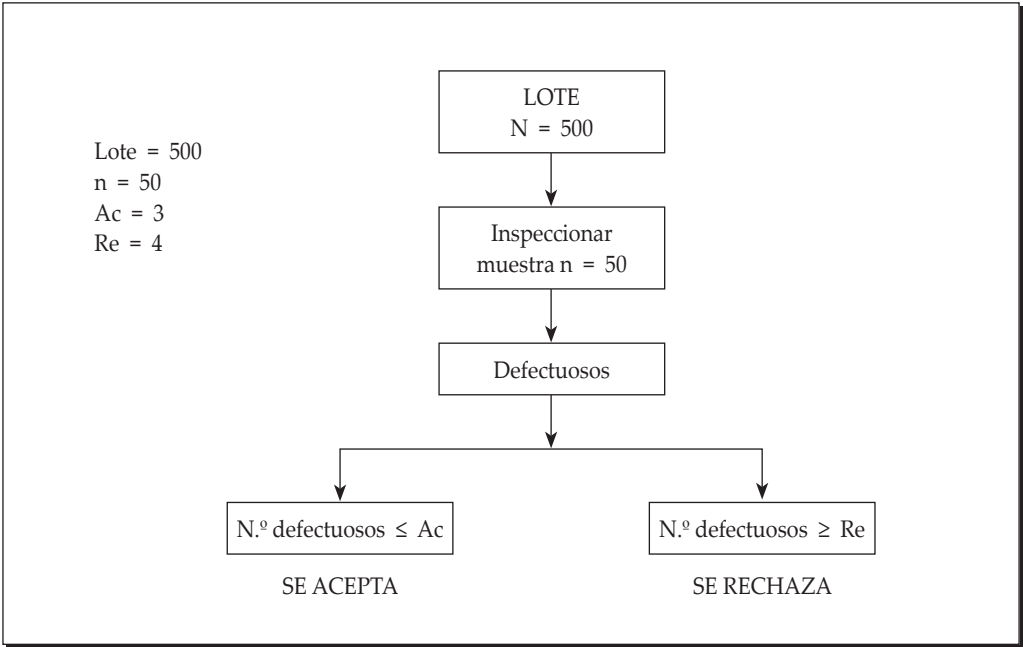 LOTE
N = 500
Lote = 500
n = 50
Ac = 3
Re = 4
Inspeccionar
muestra n = 50
Defectuosos
N.º defectuosos ≤ Ac
N.º defectuosos ≥ Re
SE ACEPTA
SE RECHAZA